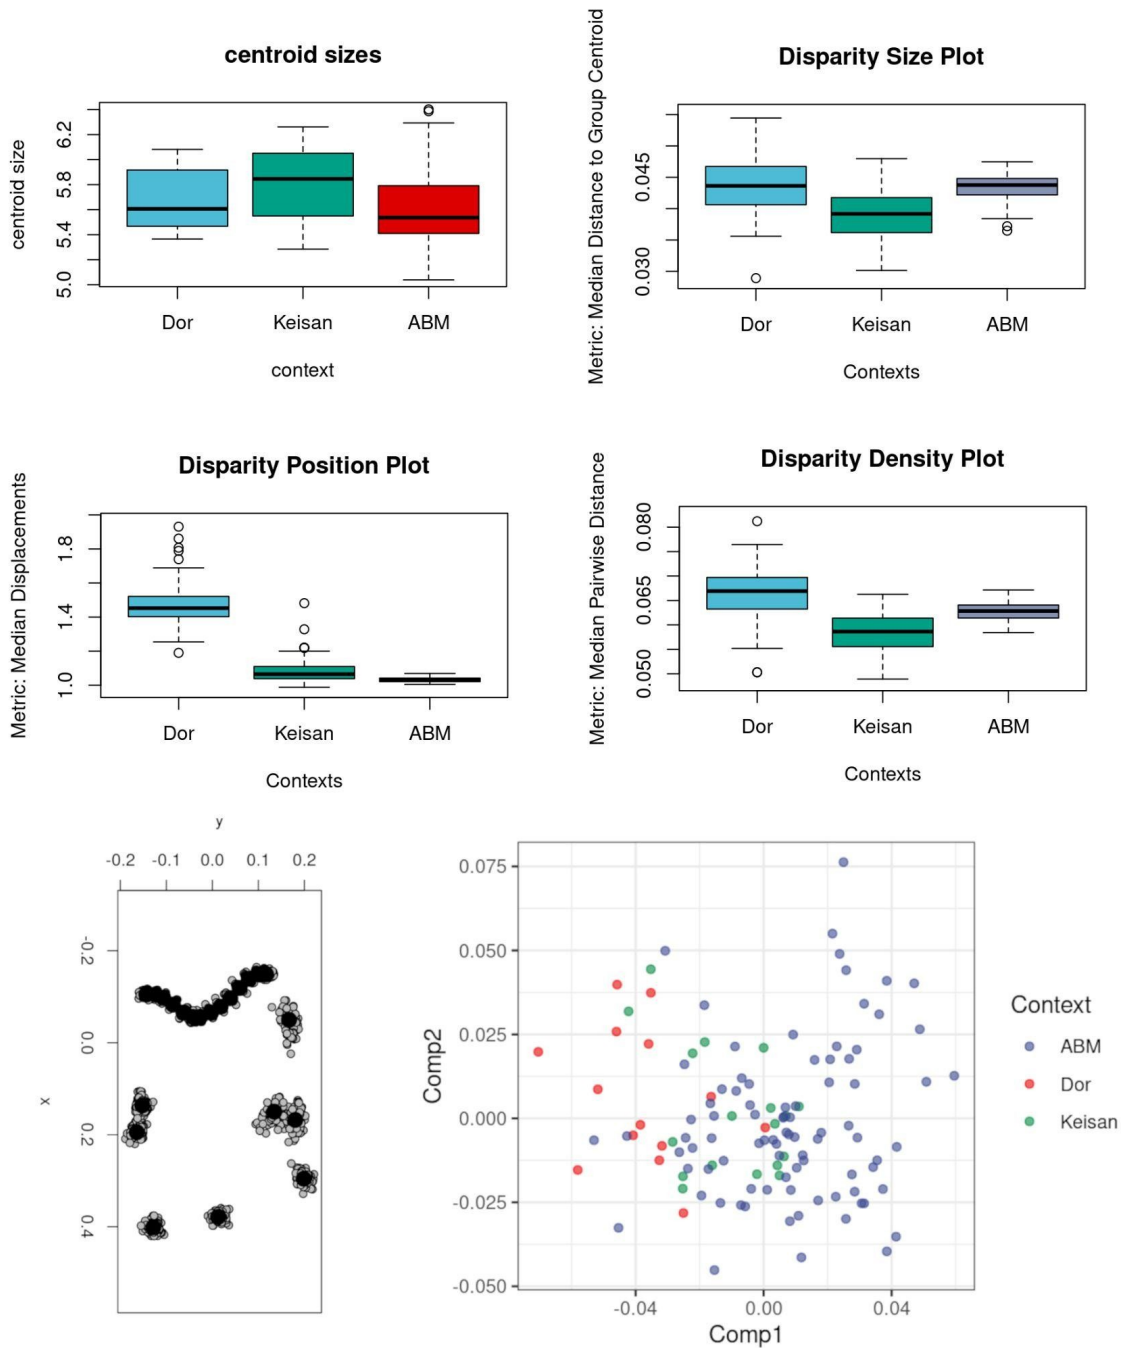 centroid sizes
centroid size
6.2
5.8
5.4
5.0
Dor Keisan ABM
context
Disparity Size Plot
Metric: Median Distance to Group Centroid
0.045
0.030
Dor Keisan ABM
Contexts
Disparity Position Plot
Metric: Median Displacements
1.8
1.4
1.0
Dor Keisan ABM
Contexts
Disparity Density Plot
Metric: Median Pairwise Distance
0.080
0.065
0.050
Dor Keisan ABM
Contexts
y
-0.2 -0.1 0.0 0.1 0.2
x
-0.2
0.0
0.2
0.4
Comp2
0.075
0.050
0.025
0.000
-0.025
-0.050
-0.04 0.00 0.04
Comp1
Context
ABM
Dor
Keisan